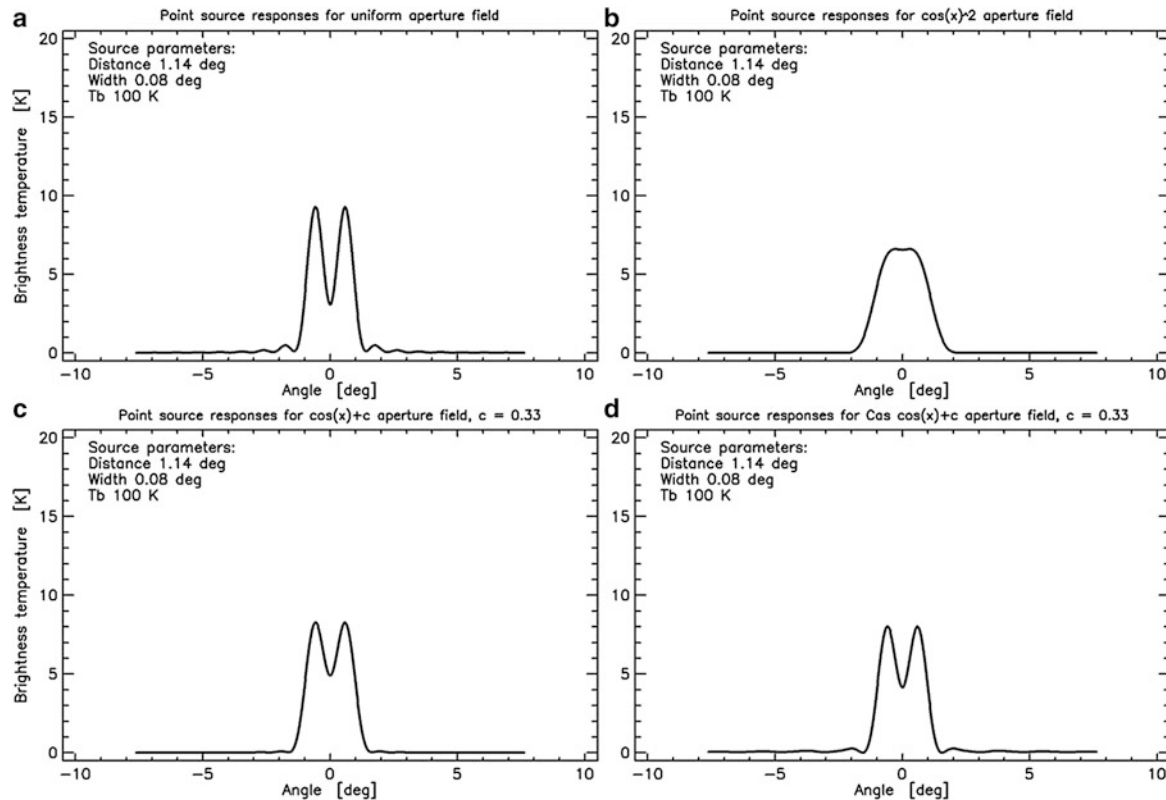 a
Point source responses for uniform aperture field
Source parameters:
Distance 1.14 deg
Width 0.08 deg
Tb 100 K
Brightness temperature [K]
20
15
10
5
0
-10
-5
0
5
10
Angle [deg]
b
Point source responses for cos(x)^2 aperture field
Source parameters:
Distance 1.14 deg
Width 0.08 deg
Tb 100 K
20
15
10
5
0
-10
-5
0
5
10
Angle [deg]
c
Point source responses for cos(x)+c aperture field, c = 0.33
Source parameters:
Distance 1.14 deg
Width 0.08 deg
Tb 100 K
Brightness temperature [K]
20
15
10
5
0
-10
-5
0
5
10
Angle [deg]
d
Point source responses for Cas cos(x)+c aperture field, c = 0.33
Source parameters:
Distance 1.14 deg
Width 0.08 deg
Tb 100 K
20
15
10
5
0
-10
-5
0
5
10
Angle [deg]